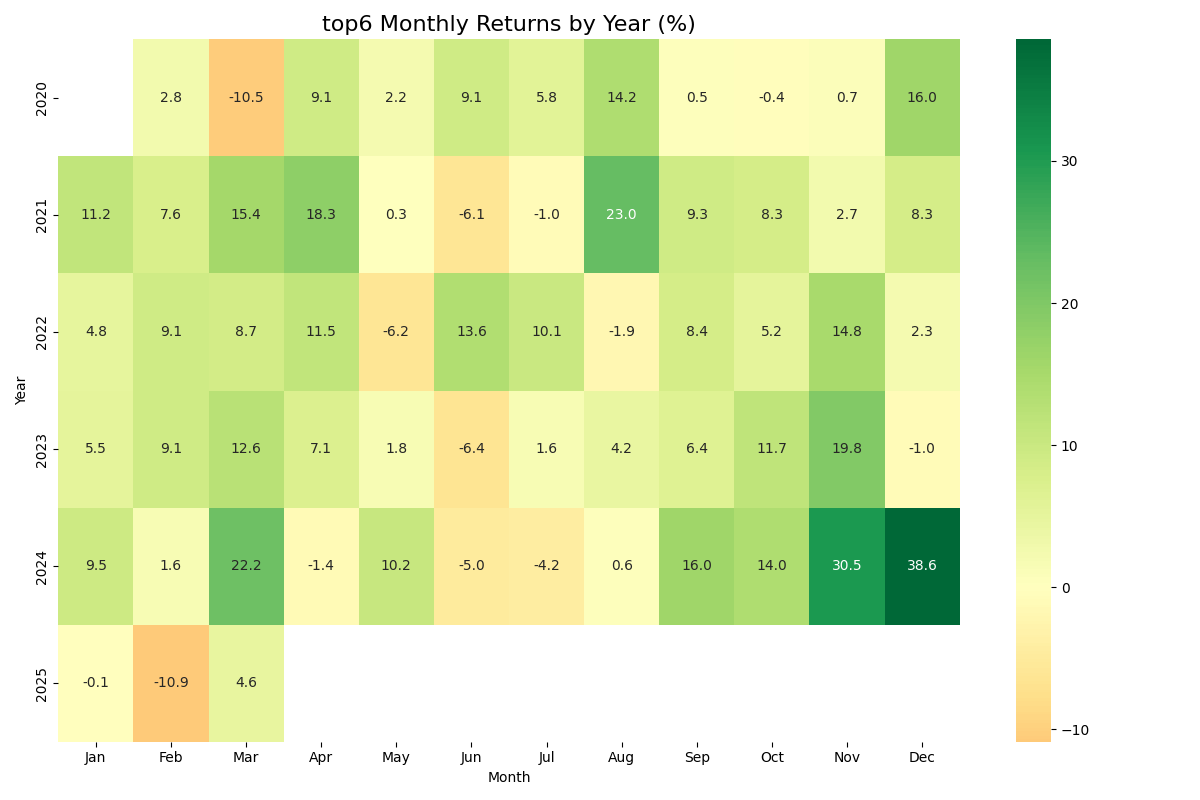 top6 Monthly Returns by Year (%)
2020 2.8 -10.5 9.1 2.2 9.1 5.8 14.2 0.5 -0.4 0.7 16.0
2021 11.2 7.6 15.4 18.3 0.3 -6.1 -1.0 23.0 9.3 8.3 2.7 8.3
2022 4.8 9.1 8.7 11.5 -6.2 13.6 10.1 -1.9 8.4 5.2 14.8 2.3
Year
2023 5.5 9.1 12.6 7.1 1.8 -6.4 1.6 4.2 6.4 11.7 19.8 -1.0
2024 9.5 1.6 22.2 -1.4 10.2 -5.0 -4.2 0.6 16.0 14.0 30.5 38.6
2025 -0.1 -10.9 4.6
Jan Feb Mar Apr May Jun Jul Aug Sep Oct Nov Dec
Month
30
20
10
0
−10